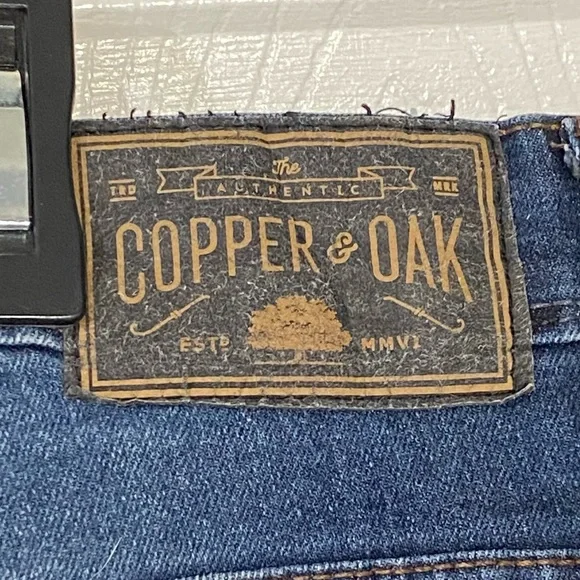 The
TRD AUTHENTIC MRK
COPPER & OAK
ESTD MMVI